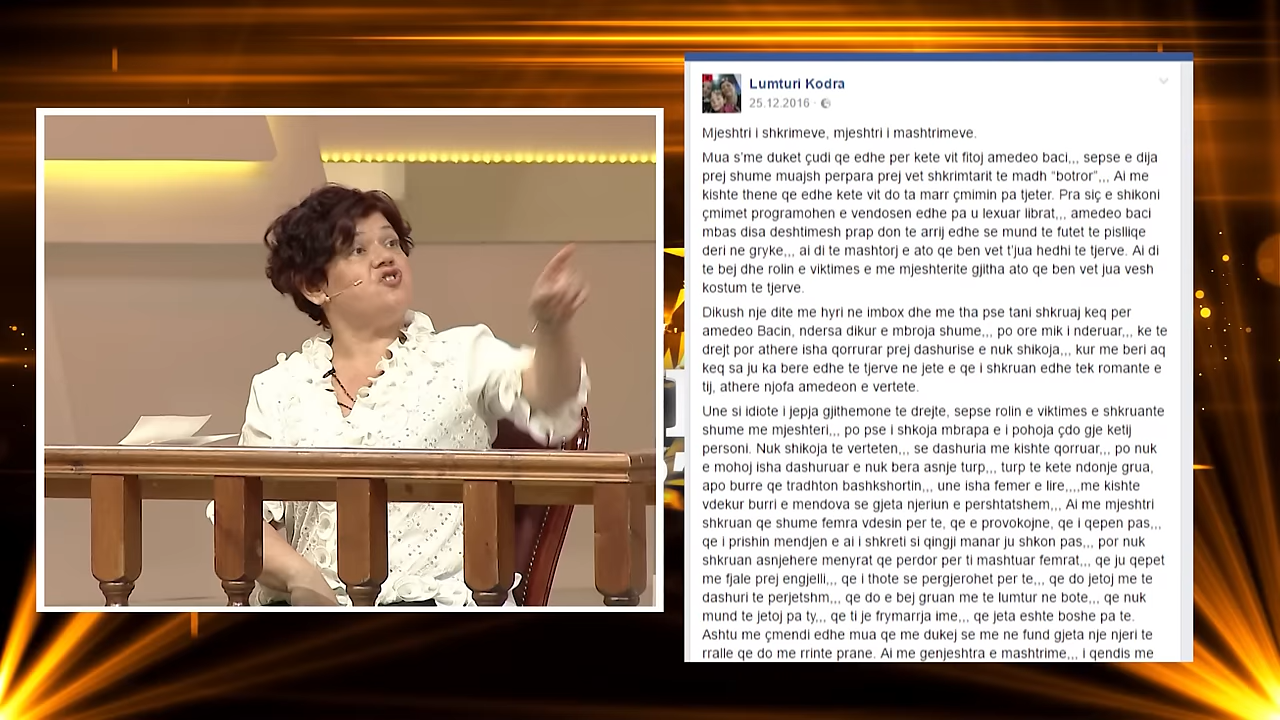 Lumturi Kodra
25.12.2016 ·
Mjeshtri i shkrimeve, mjeshtri i mashtrimeve.
Mua s'me duket çudi qe edhe per kete vit fitoj amedeo baci,,, sepse e dija
prej shume muajsh perpara prej vet shkrimtarit te madh "botror",,, Ai me
kishte thene qe edhe kete vit do ta marr çmimin pa tjeter. Pra siç e shikoni
çmimet programohen e vendosen edhe pa u lexuar librat,,, amedeo baci
mbas disa deshtimesh prap don te arrij edhe se mund te futet te pislliqe
deri ne gryke,,, ai di te mashtorj e ato qe ben vet t'jua hedhi te tjerve. Ai di
te bej dhe rolin e viktimes e me mjeshterite gjitha ato qe ben vet jua vesh
kostum te tjerve.
Dikush nje dite me hyri ne imbox dhe me tha pse tani shkruaj keq per
amedeo Bacin, ndersa dikur e mbroja shume,,, po ore mik i nderuar,,, ke te
drejt por athere isha qorrurar prej dashurise e nuk shikoja,,, kur me beri aq
keq sa ju ka bere edhe te tjerve ne jete e qe i shkruan edhe tek romante e
tij, athere njofa amedeon e vertete.
Une si idiote i jepja gjithemone te drejte, sepse rolin e viktimes e shkruante
shume me mjeshteri,,, po pse i shkoja mbrapa e i pohoja çdo gje ketij
personi. Nuk shikoja te verteten,,, se dashuria me kishte qorruar,,, po nuk
e mohoj isha dashuruar e nuk bera asnje turp,,, turp te kete ndonje grua,
apo burre qe tradhton bashkshortin,,, une isha femer e lire,,,,me kishte
vdekur burri e mendova se gjeta njeriun e pershtatshem,,, Ai me mjeshtri
shkruan qe shume femra vdesin per te, qe e provokojne, qe i qepen pas,,,
qe i prishin mendjen e ai i shkreti si qingji manar ju shkon pas,,, por nuk
shkruan asnjehere menyrat qe perdor per ti mashtuar femrat,,, qe ju qepet
me fjale prej engjelli,,, qe i thote se pergjerohet per te,,, qe do jetoj me te
dashuri te perjetshm,,, qe do e bej gruan me te lumtur ne bote,,, qe nuk
mund te jetoj pa ty,,, qe ti je frymarrja ime,,, qe jeta eshte boshe pa te.
Ashtu me çmendi edhe mua qe me dukej se me ne fund gjeta nje njeri te
rralle qe do me rrinte prane. Ai me genjeshtra e mashtrime,,, i qendis me